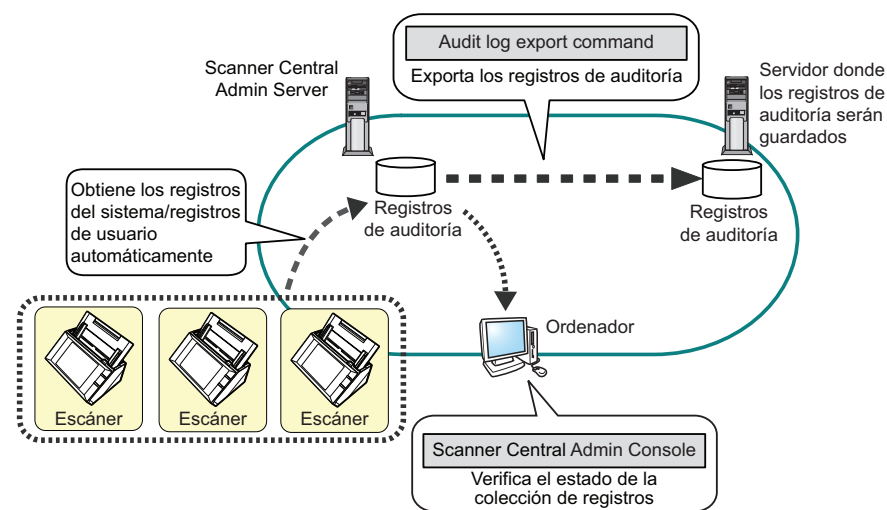 Audit log export command
Exporta los registros de auditoría
Scanner Central
Admin Server
Servidor donde
los registros de
auditoría serán
guardados
Obtiene los registros
del sistema/registros
de usuario
automáticamente
Registros
de auditoría
Registros
de auditoría
Ordenador
Escáner
Escáner
Escáner
Scanner Central Admin Console
Verifica el estado de la
colección de registros